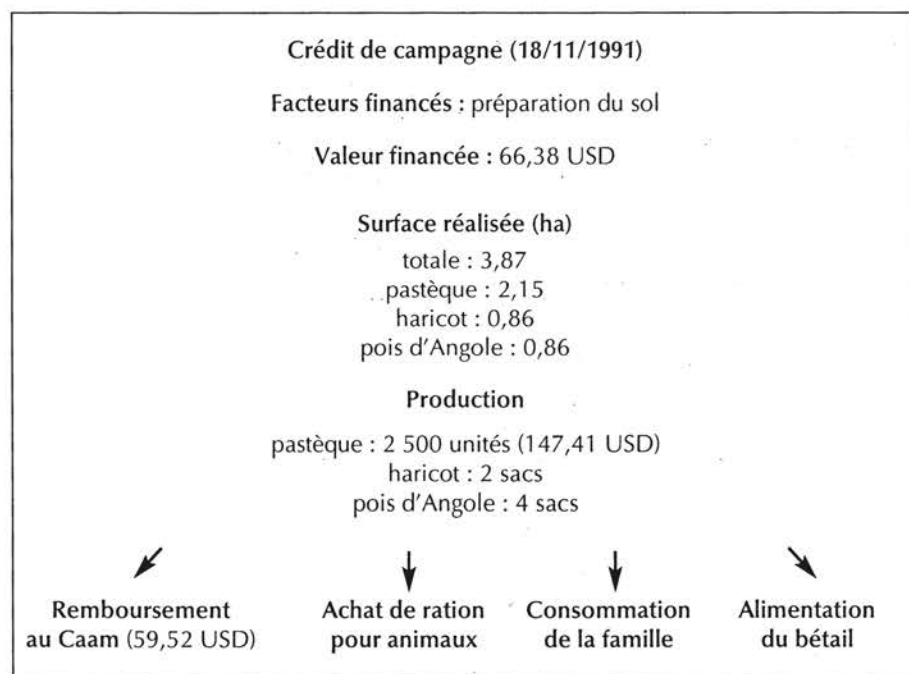 Crédit de campagne (18/11/1991)
Facteurs financés : préparation du sol
Valeur financée : 66,38 USD
Surface réalisée (ha)
totale : 3,87
pastèque : 2,15
haricot : 0,86
pois d'Angole : 0,86
Production
pastèque : 2 500 unités (147,41 USD)
haricot : 2 sacs
pois d'Angole : 4 sacs
Remboursement
au Caam (59,52 USD)
Achat de ration
pour animaux
Consommation
de la famille
Alimentation
du bétail